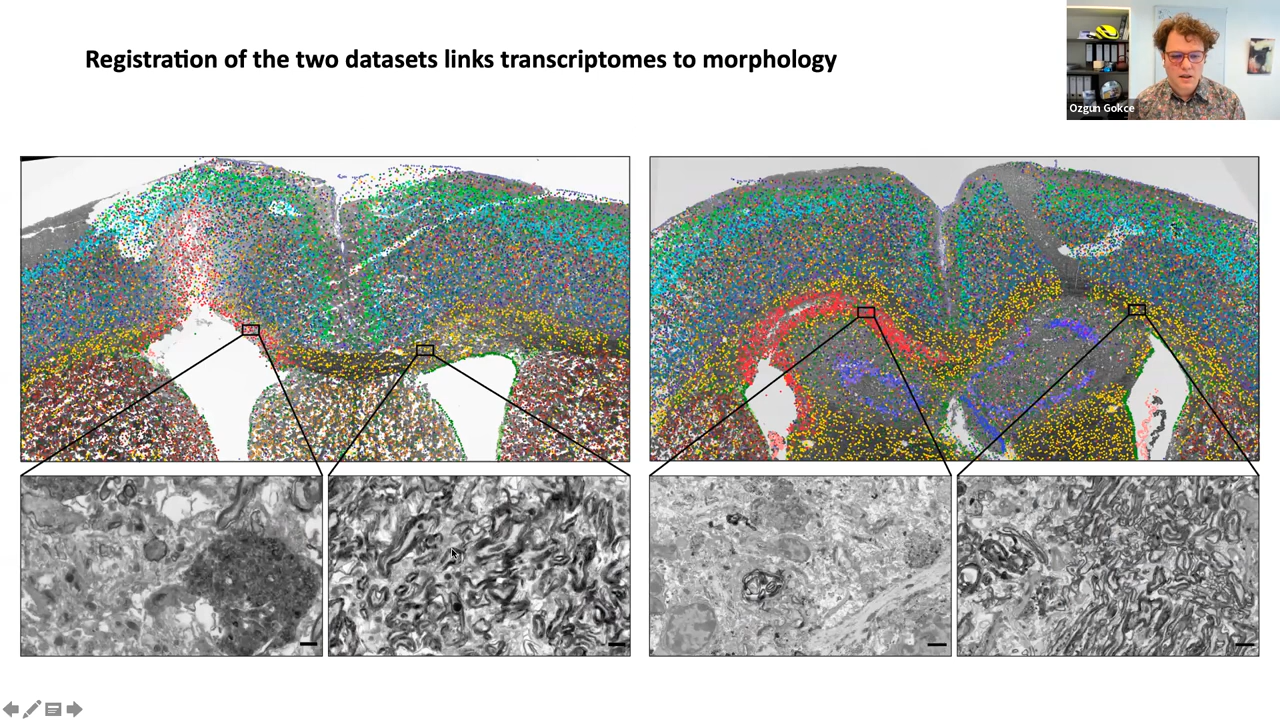 Registration of the two datasets links transcriptomes to morphology
Ozgun Gokce